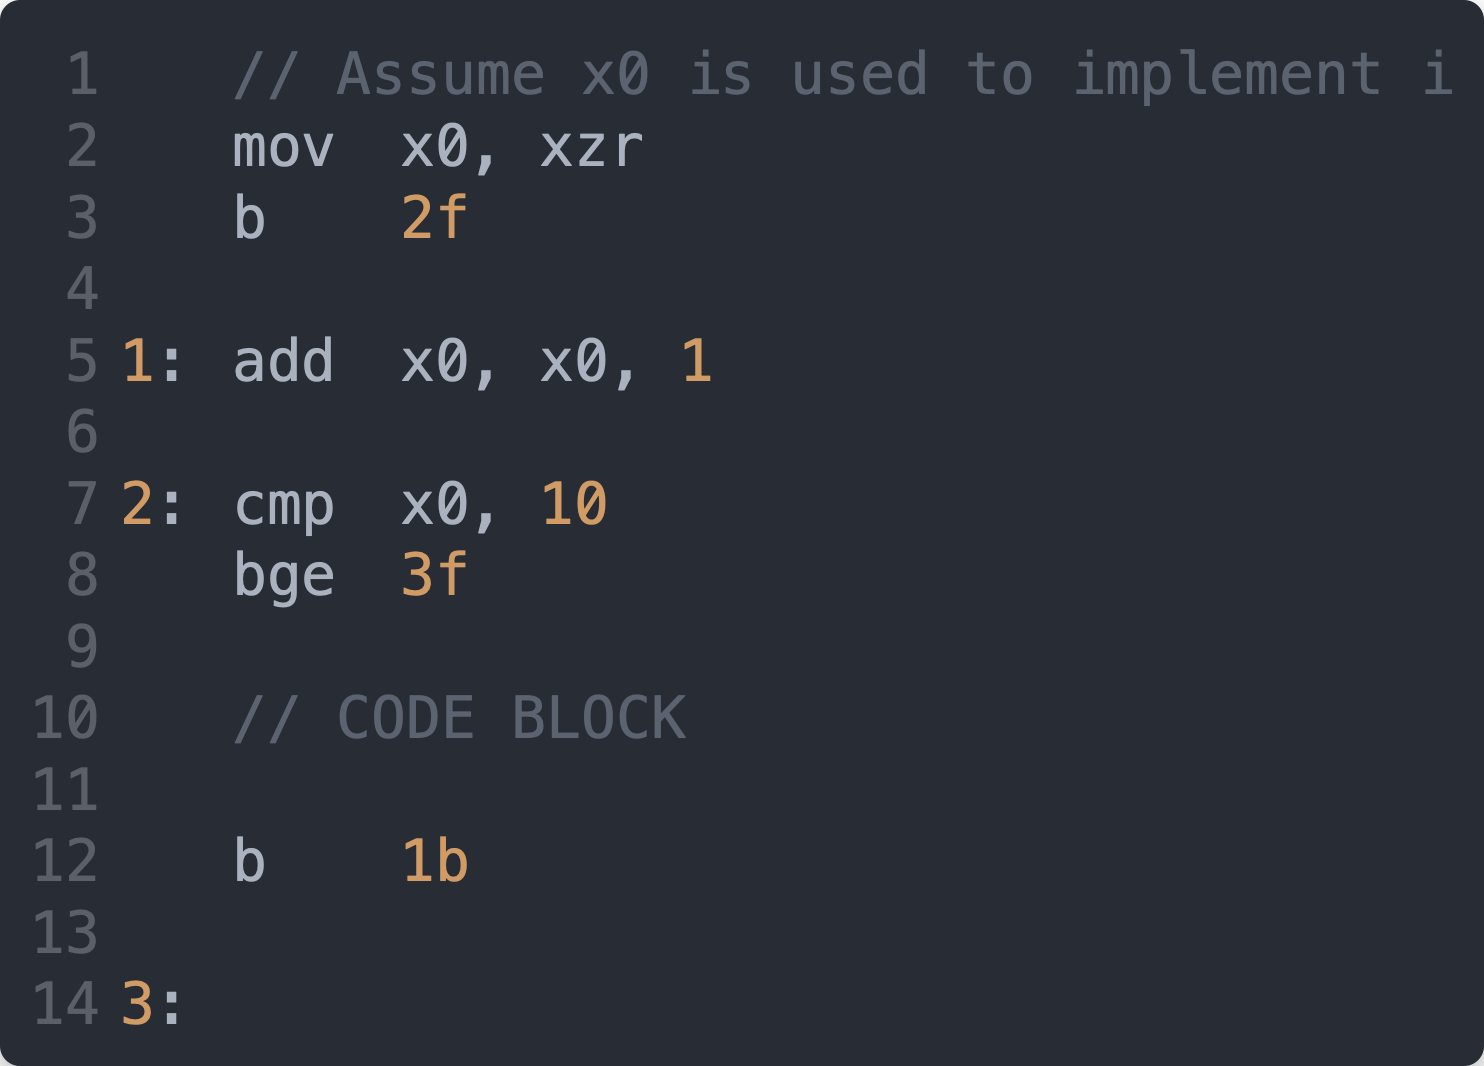 1 // Assume x0 is used to implement i
2 mov x0, xzr
3 b 2f
4
5 1: add x0, x0, 1
6
7 2: cmp x0, 10
8 bge 3f
9
10 // CODE BLOCK
11
12 b 1b
13
14 3: